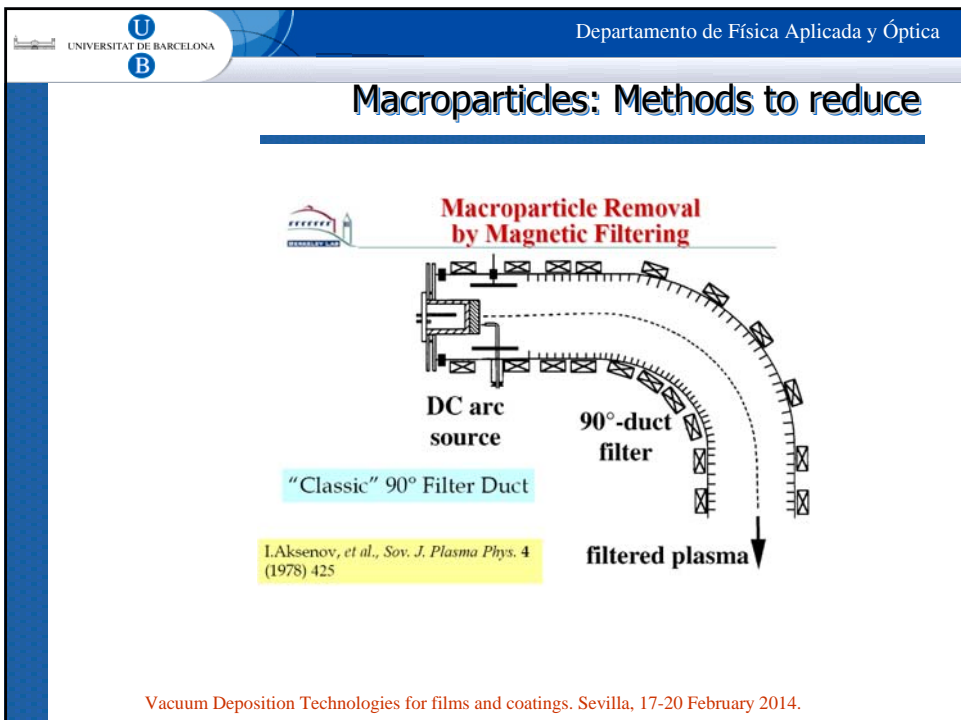 U
UNIVERSITAT DE BARCELONA
B
Departamento de Física Aplicada y Óptica
Macroparticles: Methods to reduce
BERKELEY LAB
Macroparticle Removal
by Magnetic Filtering
DC arc
source
90°-duct
filter
"Classic" 90° Filter Duct
I.Aksenov, et al., Sov. J. Plasma Phys. 4
(1978) 425
filtered plasma
Vacuum Deposition Technologies for films and coatings. Sevilla, 17-20 February 2014.